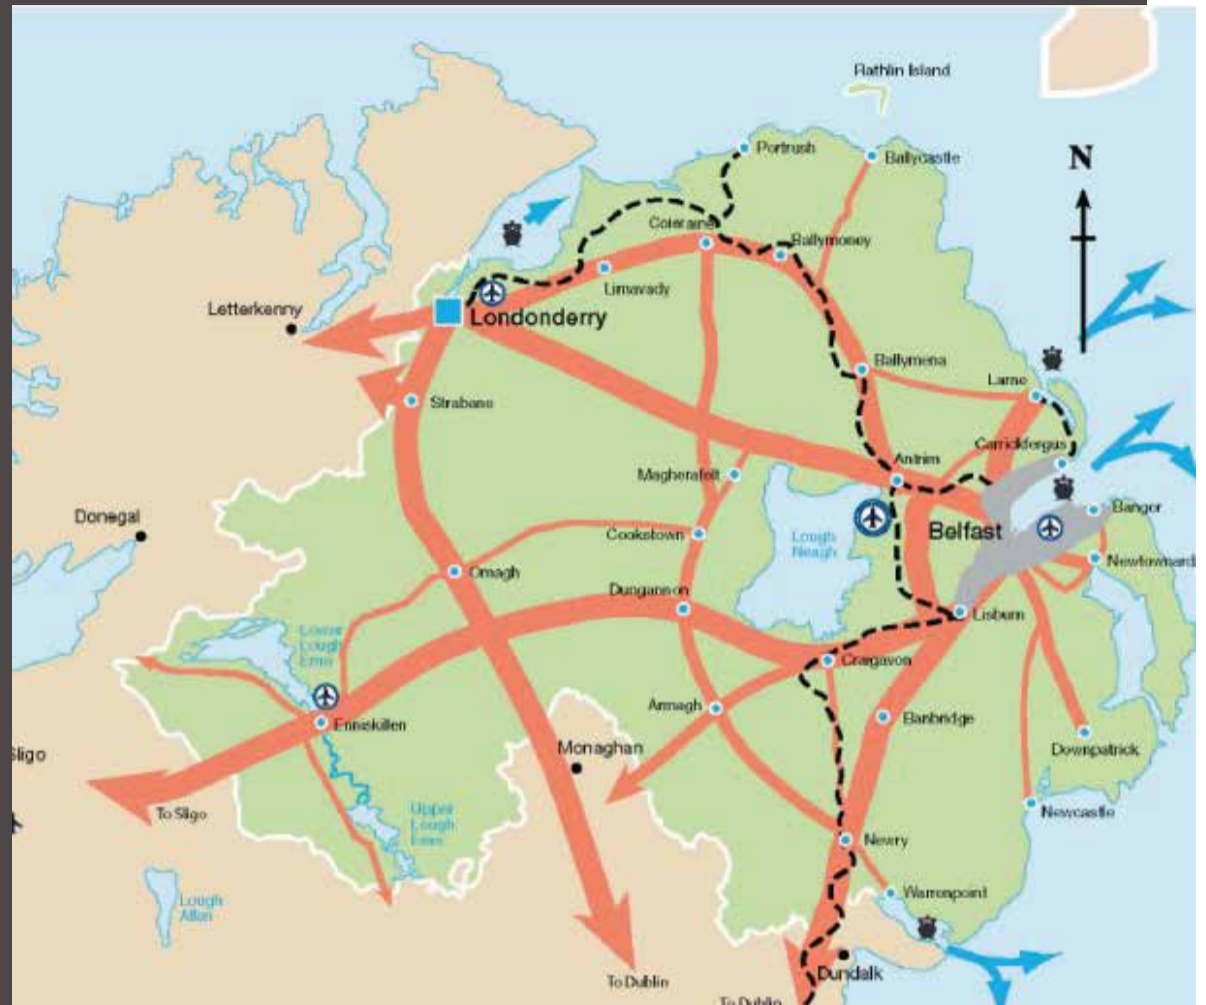 Rathlin Island
Portrush
Ballycastle
N
Coleraine
Ballymoney
Limavady
Letterkenny
Londonderry
Ballymena
Larne
Strabane
Carrickfergus
Antrim
Magherafelt
Bangor
Donegal
Belfast
Lough
Neagh
Cookstown
Newtownard
Omagh
Dungannon
Lisburn
Lower
Lough
Erne
Craigavon
Armagh
Banbridge
Enniskillen
Sligo
Monaghan
Downpatrick
To Sligo
Newcastle
Upper
Lough
Erne
Newry
Warrenpoint
Lough
Allan
Dundalk
To Dublin
To Dublin